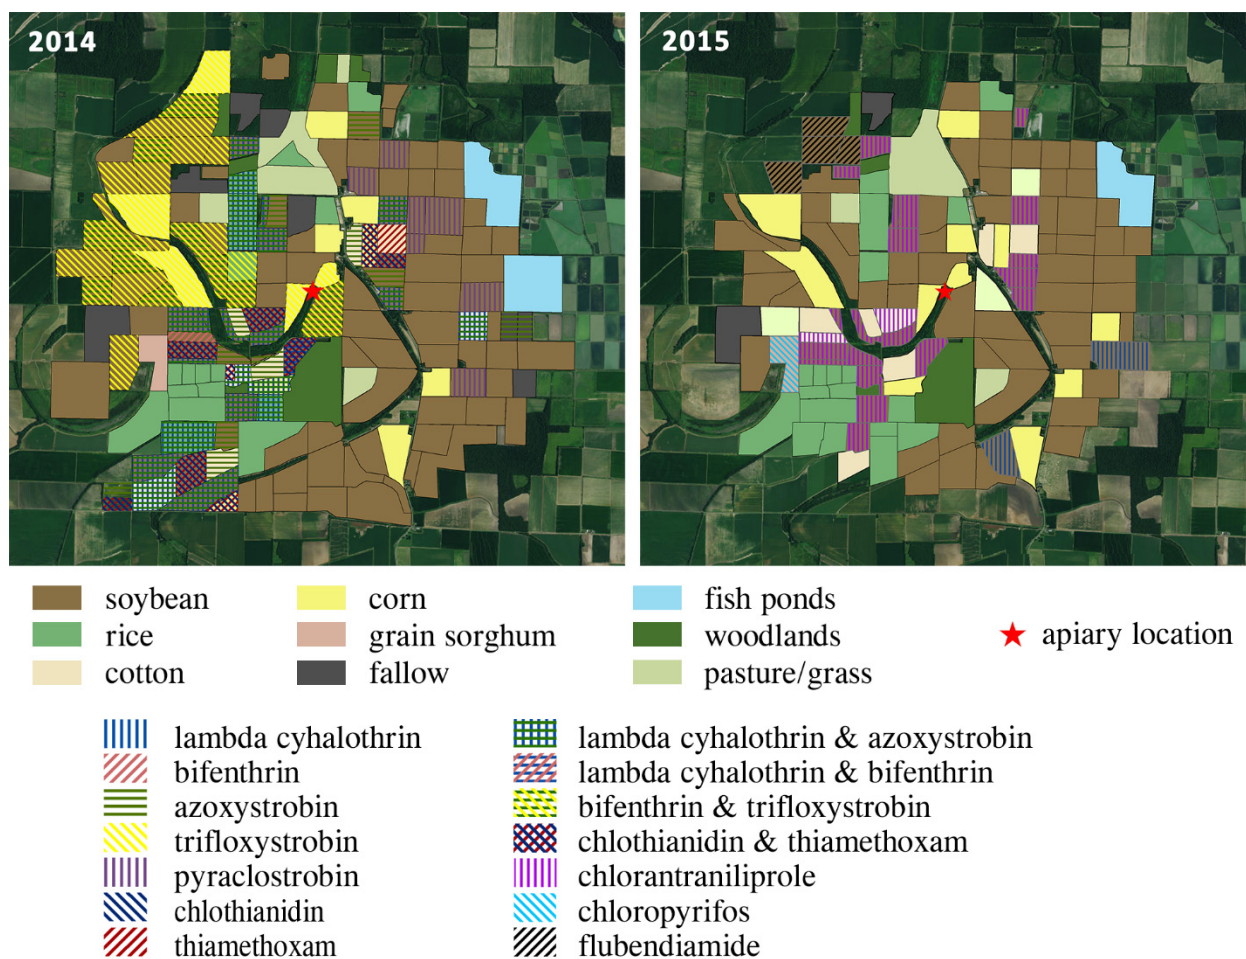 2014
2015
soybean
corn
fish ponds
rice
grain sorghum
woodlands
apiary location
cotton
fallow
pasture/grass
lambda cyhalothrin
lambda cyhalothrin & azoxystrobin
bifenthrin
lambda cyhalothrin & bifenthrin
azoxystrobin
bifenthrin & trifloxystrobin
trifloxystrobin
chlothianidin & thiamethoxam
pyraclostrobin
chlorantraniliprole
chlothianidin
chloropyrifos
thiamethoxam
flubendiamide